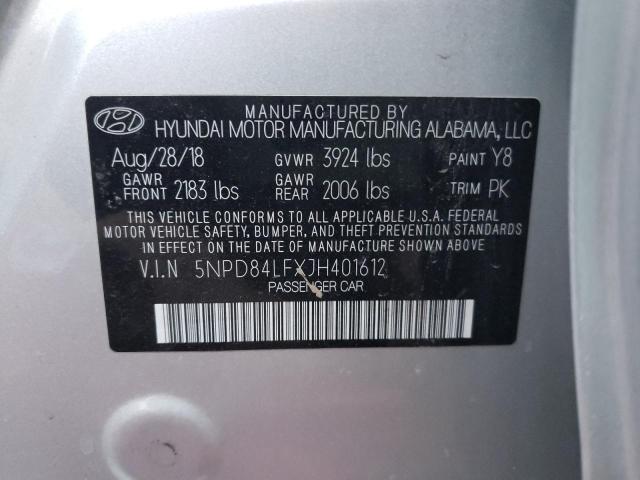 MANUFACTURED BY
HYUNDAI MOTOR MANUFACTURING ALABAMA, LLC
Aug/28/18 GVWR 3924 lbs PAINT Y8
GAWR FRONT 2183 lbs GAWR REAR 2006 lbs TRIM PK
THIS VEHICLE CONFORMS TO ALL APPLICABLE U.S.A. FEDERAL
MOTOR VEHICLE SAFETY, BUMPER, AND THEFT PREVENTION STANDARDS
IN EFFECT ON THE DATE OF MANUFACTURE SHOWN ABOVE
V.I.N 5NPD84LFXJH401612
PASSENGER CAR